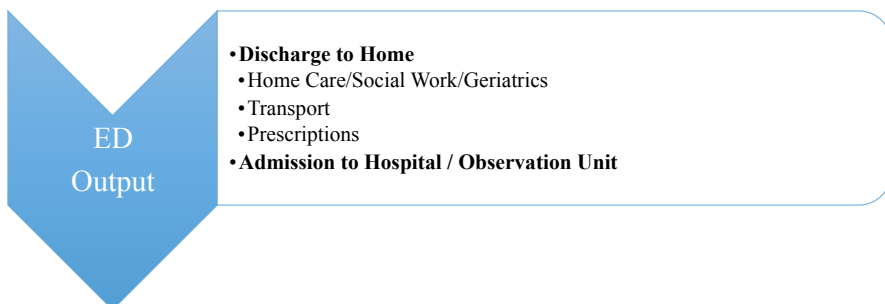 ED
Output
•Discharge to Home
•Home Care/Social Work/Geriatrics
•Transport
•Prescriptions
•Admission to Hospital / Observation Unit